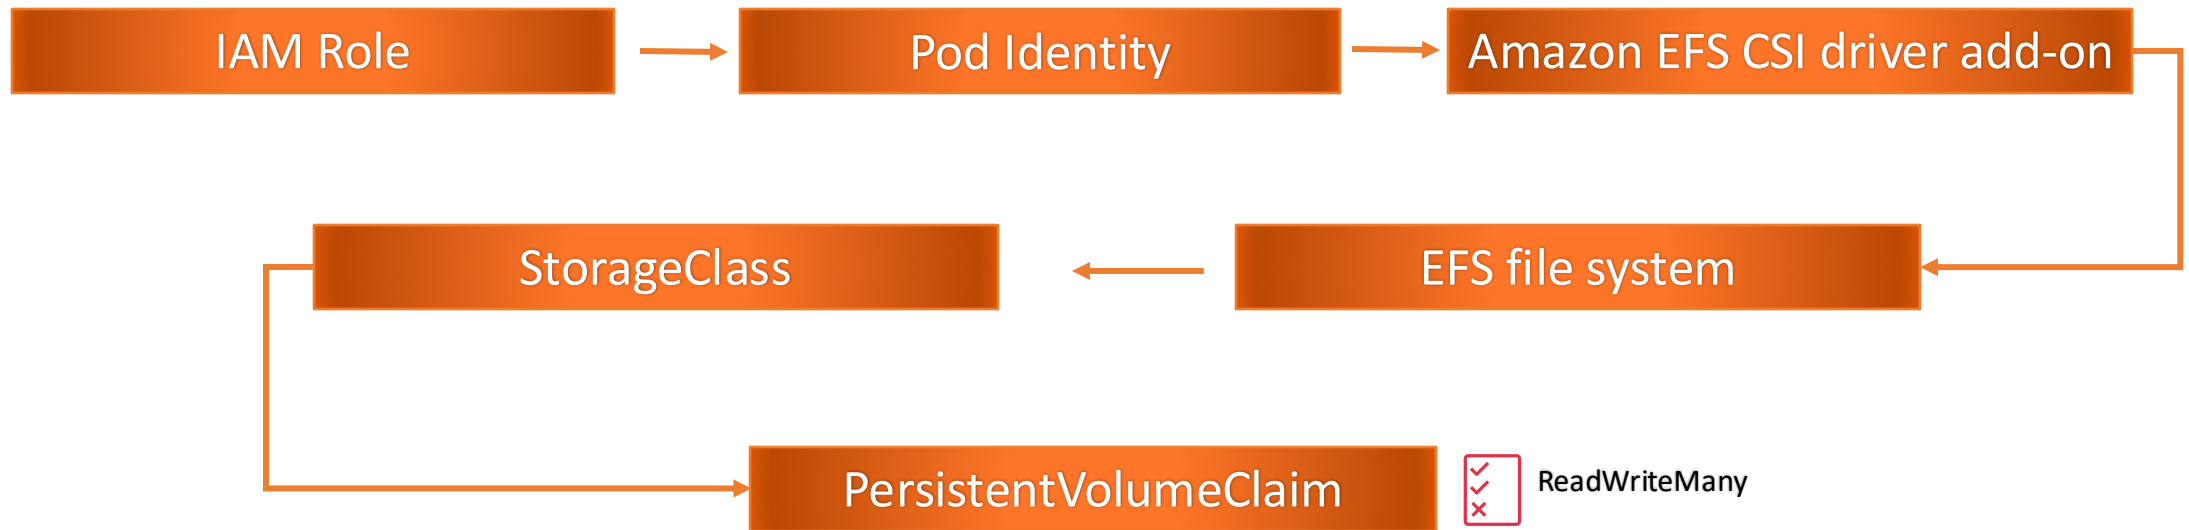 IAM Role
Pod Identity
Amazon EFS CSI driver add-on
StorageClass
EFS file system
PersistentVolumeClaim
ReadWriteMany